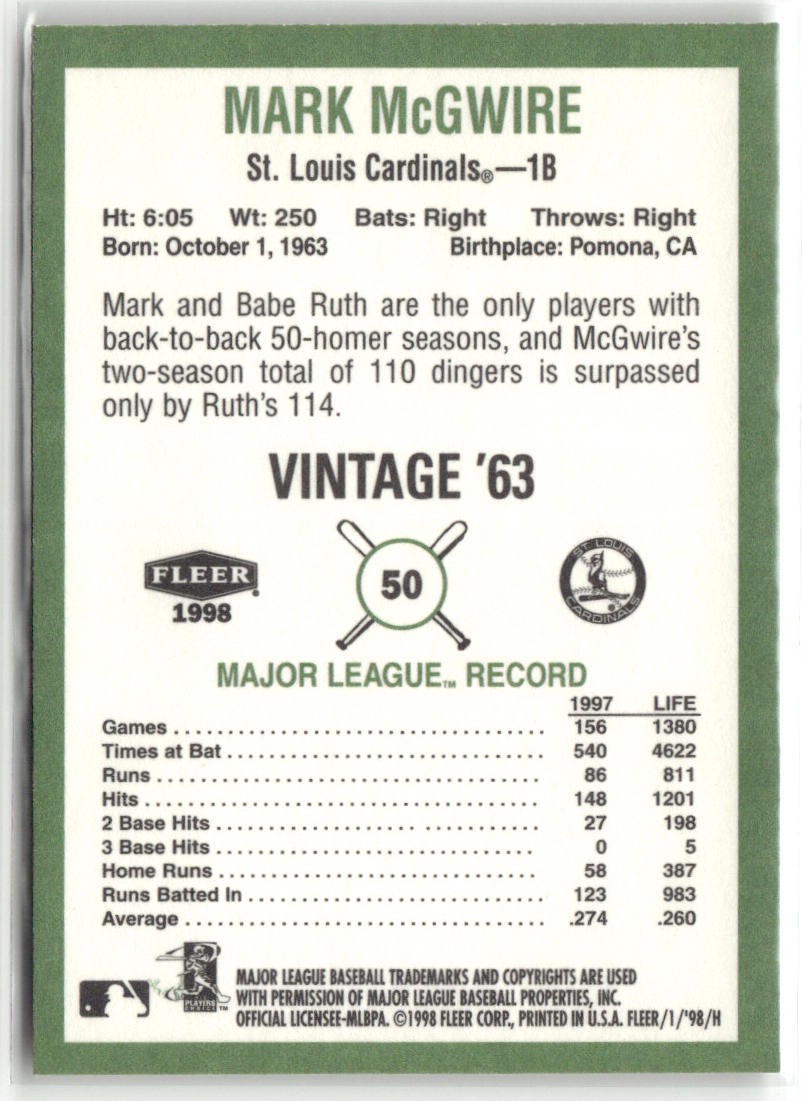 MARK McGWIRE
St. Louis Cardinals®—1B
Ht: 6:05 Wt: 250 Bats: Right Throws: Right
Born: October 1, 1963 Birthplace: Pomona, CA
Mark and Babe Ruth are the only players with
back-to-back 50-homer seasons, and McGwire's
two-season total of 110 dingers is surpassed
only by Ruth's 114.
VINTAGE '63
FLEER®
1998
50
ST. LOUIS
CARDINALS
MAJOR LEAGUE™ RECORD
1997 LIFE
Games 156 1380
Times at Bat 540 4622
Runs 86 811
Hits 148 1201
2 Base Hits 27 198
3 Base Hits 0 5
Home Runs 58 387
Runs Batted In 123 983
Average .274 .260
PLAYERS
CHOICE™
MAJOR LEAGUE BASEBALL TRADEMARKS AND COPYRIGHTS ARE USED
WITH PERMISSION OF MAJOR LEAGUE BASEBALL PROPERTIES, INC.
OFFICIAL LICENSEE-MLBPA. ©1998 FLEER CORP., PRINTED IN U.S.A. FLEER/1/'98/H